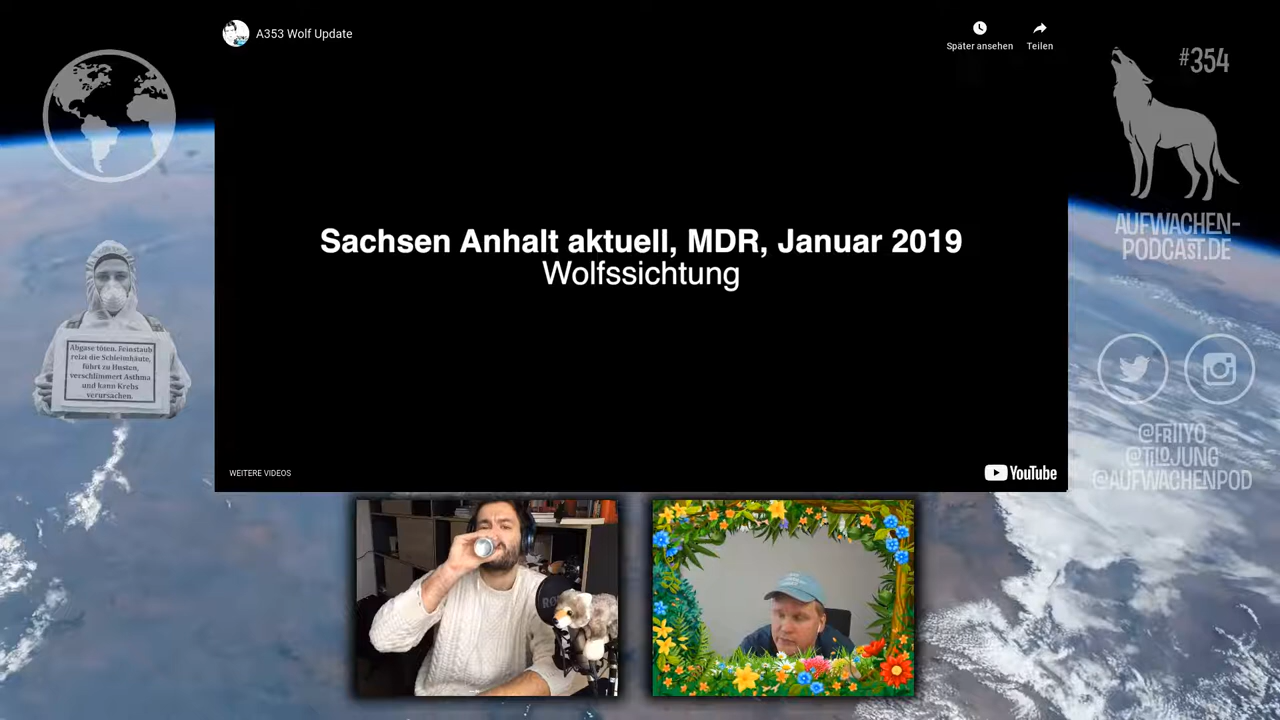 A353 Wolf Update
Später ansehen
Teilen
#354
Sachsen Anhalt aktuell, MDR, Januar 2019
Wolfssichtung
AUFWACHEN-
PODCAST.DE
Abgase töten. Feinstaub
reizt die Schleimhäute,
führt zu Husten,
verschlimmert Asthma
und kann Krebs
verursachen.
@FRIIYO
@TILOJUNG
@AUFWACHENPOD
WEITERE VIDEOS
YouTube